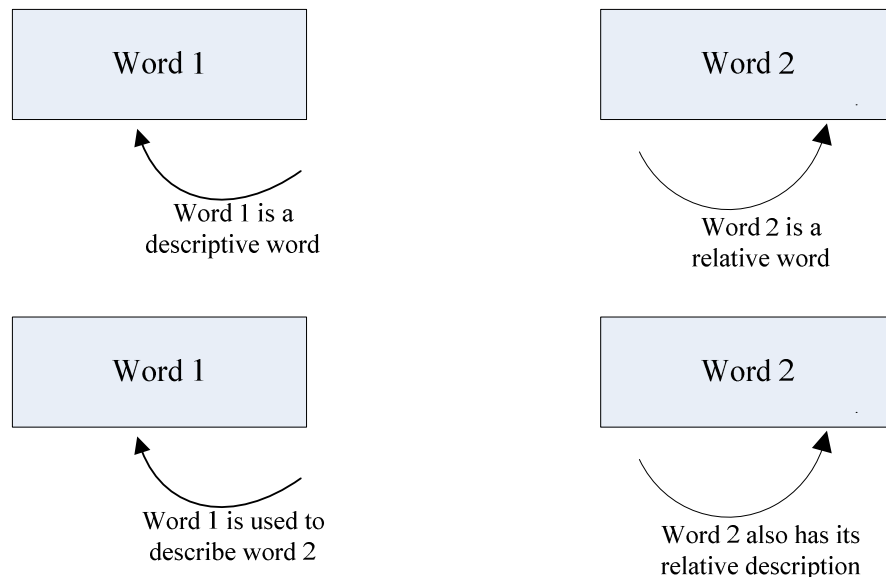 Word 1
Word 2
Word 1 is a
descriptive word
Word 2 is a
relative word
Word 1
Word 2
Word 1 is used to
describe word 2
Word 2 also has its
relative description